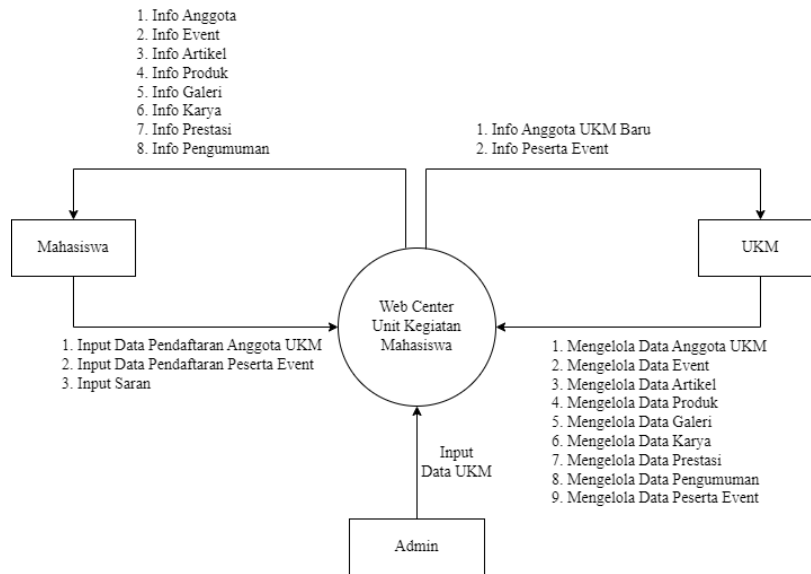 1. Info Anggota
2. Info Event
3. Info Artikel
4. Info Produk
5. Info Galeri
6. Info Karya
7. Info Prestasi
8. Info Pengumuman
1. Info Anggota UKM Baru
2. Info Peserta Event
Mahasiswa
UKM
Web Center
Unit Kegiatan
Mahasiswa
1. Input Data Pendaftaran Anggota UKM
2. Input Data Pendaftaran Peserta Event
3. Input Saran
1. Mengelola Data Anggota UKM
2. Mengelola Data Event
3. Mengelola Data Artikel
4. Mengelola Data Produk
5. Mengelola Data Galeri
6. Mengelola Data Karya
7. Mengelola Data Prestasi
8. Mengelola Data Pengumuman
9. Mengelola Data Peserta Event
Input
Data UKM
Admin